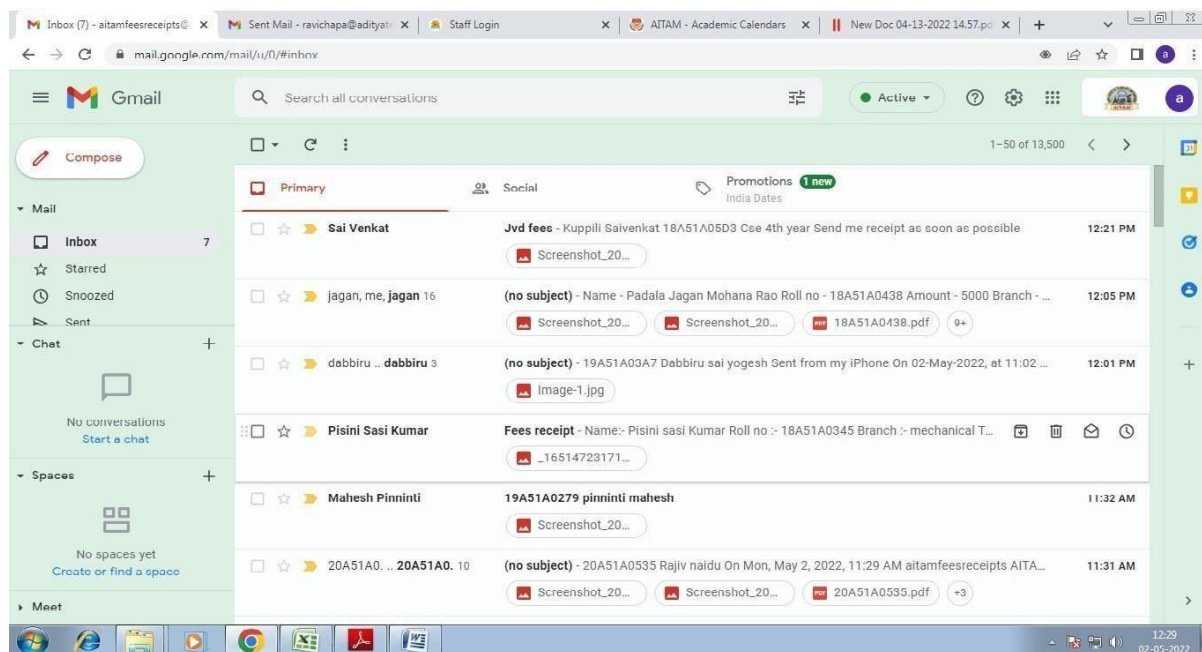 Inbox (7) - aitamfeesreceipts@
Sent Mail - ravichapa@adityat
Staff Login
AITAM - Academic Calendars
New Doc 04-13-2022 14.57.pd
mail.google.com/mail/u/0/#inbox
a
Gmail
Search all conversations
Active
AITAM
a
Compose
1-50 of 13,500
31
Primary
Social
Promotions 1 new
India Dates
Mail
Inbox 7
Starred
Snoozed
Sent
Chat
No conversations
Start a chat
Spaces
No spaces yet
Create or find a space
Meet
Sai Venkat Jvd fees - Kuppili Saivenkat 18A51A05D3 Cse 4th year Send me receipt as soon as possible 12:21 PM
Screenshot_20...
jagan, me, jagan 16 (no subject) - Name - Padala Jagan Mohana Rao Roll no - 18A51A0438 Amount - 5000 Branch - ... 12:05 PM
Screenshot_20... Screenshot_20... PDF 18A51A0438.pdf 9+
dabbiru .. dabbiru 3 (no subject) - 19A51A03A7 Dabbiru sai yogesh Sent from my iPhone On 02-May-2022, at 11:02 ... 12:01 PM
Image-1.jpg
Pisini Sasi Kumar Fees receipt - Name:- Pisini sasi Kumar Roll no :- 18A51A0345 Branch :- mechanical T...
_16514723171...
Mahesh Pinninti 19A51A0279 pinninti mahesh 11:32 AM
Screenshot_20...
20A51A0. .. 20A51A0. 10 (no subject) - 20A51A0535 Rajiv naidu On Mon, May 2, 2022, 11:29 AM aitamfeesreceipts AITA... 11:31 AM
Screenshot_20... Screenshot_20... PDF 20A51A0535.pdf +3
12:29
02-05-2022